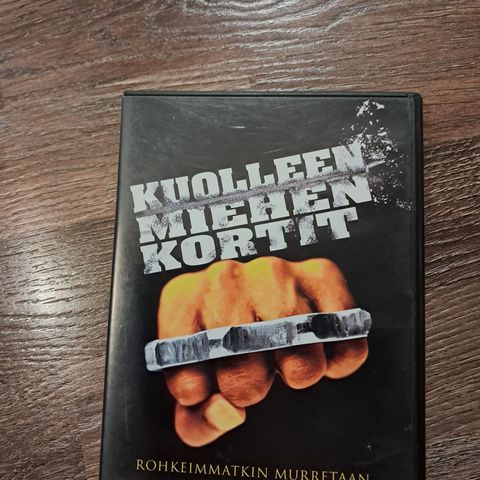 KUOLLEEN
MIEHEN
KORTIT
ROHKEIMMATKIN MURRETAAN